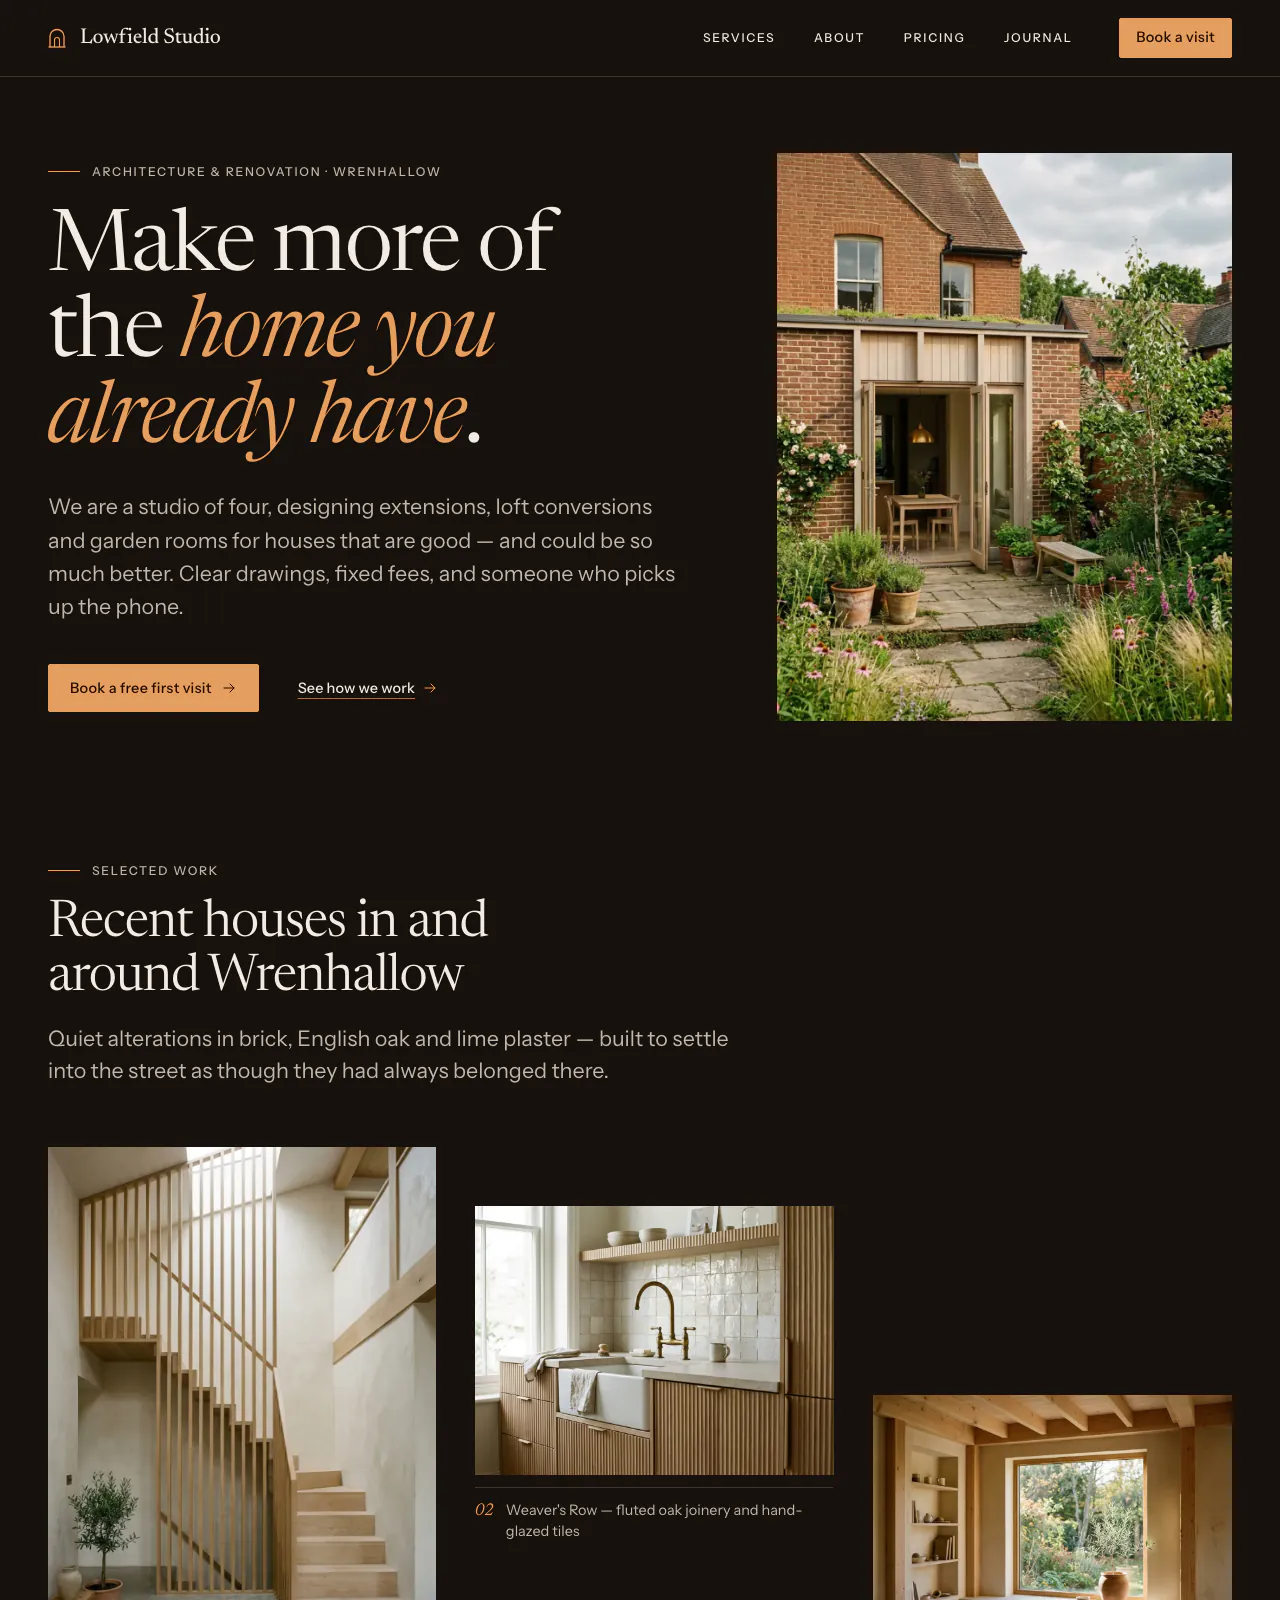 Lowfield Studio
SERVICES
ABOUT
PRICING
JOURNAL
Book a visit
ARCHITECTURE & RENOVATION · WRENHALLOW
Make more of
the home you
already have.
We are a studio of four, designing extensions, loft conversions
and garden rooms for houses that are good — and could be so
much better. Clear drawings, fixed fees, and someone who picks
up the phone.
Book a free first visit →
See how we work →
SELECTED WORK
Recent houses in and
around Wrenhallow
Quiet alterations in brick, English oak and lime plaster — built to settle
into the street as though they had always belonged there.
02 Weaver's Row — fluted oak joinery and hand-
glazed tiles